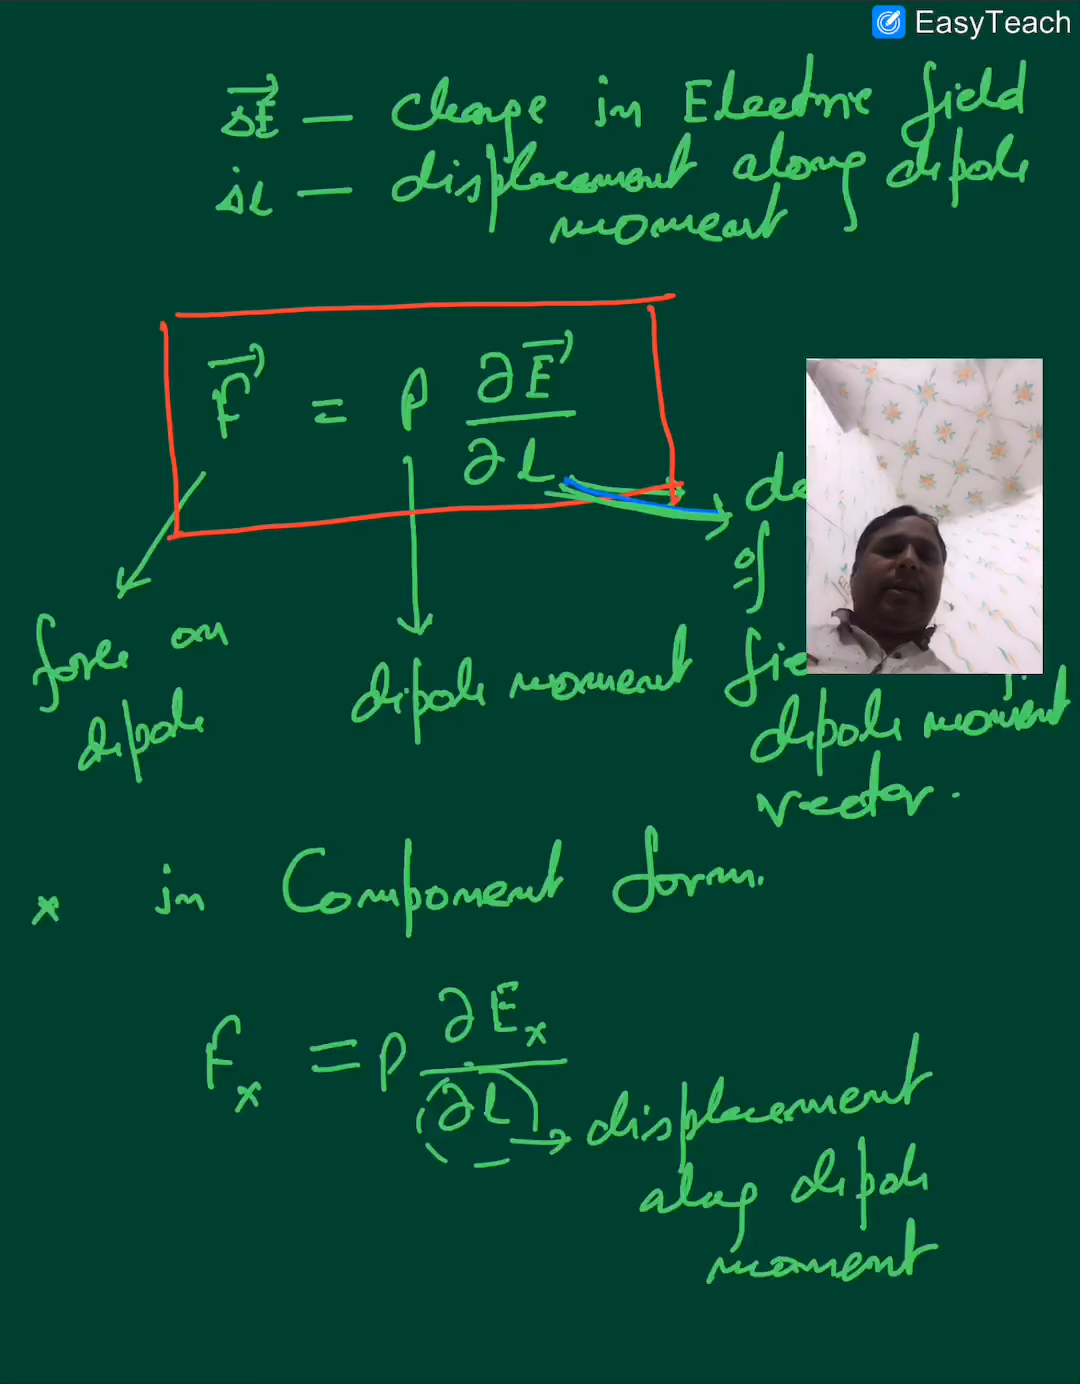 EasyTeach
ΔE⃗ — change in Electric field
Δl — displacement along dipole
moment
F⃗ = p ∂E⃗/∂l
of
force on
dipole
dipole moment
dipole moment
vector.
* in Component form.
Fₓ = p ∂Eₓ/∂l → displacement
along dipole
moment